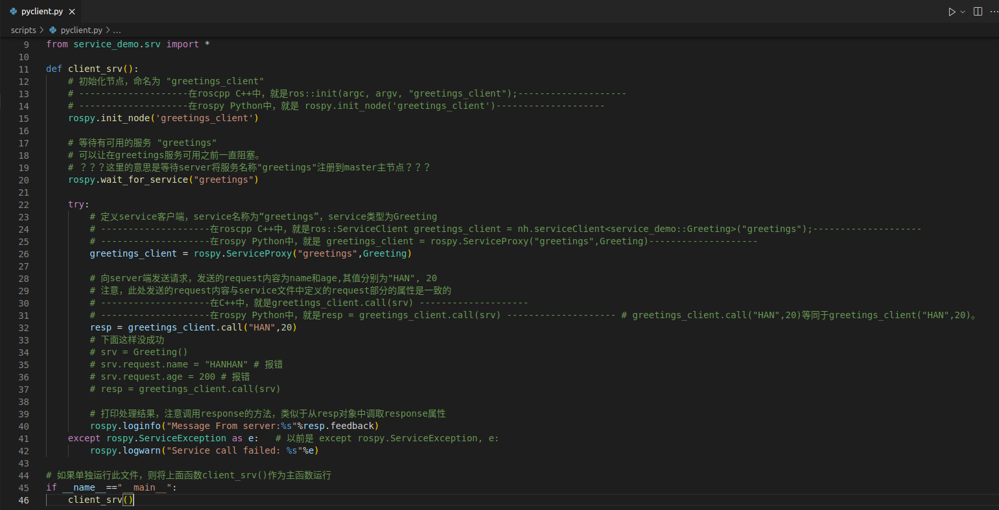 pyclient.py
scripts > pyclient.py > ...
9 from service_demo.srv import *
10
11 def client_srv():
12 # 初始化节点，命名为 "greetings_client"
13 # --------------------在roscpp C++中，就是ros::init(argc, argv, "greetings_client");--------------------
14 # --------------------在rospy Python中，就是 rospy.init_node('greetings_client')--------------------
15 rospy.init_node('greetings_client')
16
17 # 等待有可用的服务 "greetings"
18 # 可以让在greetings服务可用之前一直阻塞。
19 # ？？？这里的意思是等待server将服务名称"greetings"注册到master主节点？？？
20 rospy.wait_for_service("greetings")
21
22 try:
23 # 定义service客户端，service名称为“greetings”，service类型为Greeting
24 # --------------------在roscpp C++中，就是ros::ServiceClient greetings_client = nh.serviceClient<service_demo::Greeting>("greetings");--------------------
25 # --------------------在rospy Python中，就是 greetings_client = rospy.ServiceProxy("greetings",Greeting)--------------------
26 greetings_client = rospy.ServiceProxy("greetings",Greeting)
27
28 # 向server端发送请求，发送的request内容为name和age,其值分别为"HAN", 20
29 # 注意，此处发送的request内容与service文件中定义的request部分的属性是一致的
30 # --------------------在C++中，就是greetings_client.call(srv) --------------------
31 # --------------------在rospy Python中，就是resp = greetings_client.call(srv) -------------------- # greetings_client.call("HAN",20)等同于greetings_client("HAN",20)。
32 resp = greetings_client.call("HAN",20)
33 # 下面这样没成功
34 # srv = Greeting()
35 # srv.request.name = "HANHAN" # 报错
36 # srv.request.age = 200 # 报错
37 # resp = greetings_client.call(srv)
38
39 # 打印处理结果，注意调用response的方法，类似于从resp对象中调取response属性
40 rospy.loginfo("Message From server:%s"%resp.feedback)
41 except rospy.ServiceException as e: # 以前是 except rospy.ServiceException, e:
42 rospy.logwarn("Service call failed: %s"%e)
43
44 # 如果单独运行此文件，则将上面函数client_srv()作为主函数运行
45 if __name__=="__main__":
46 client_srv()